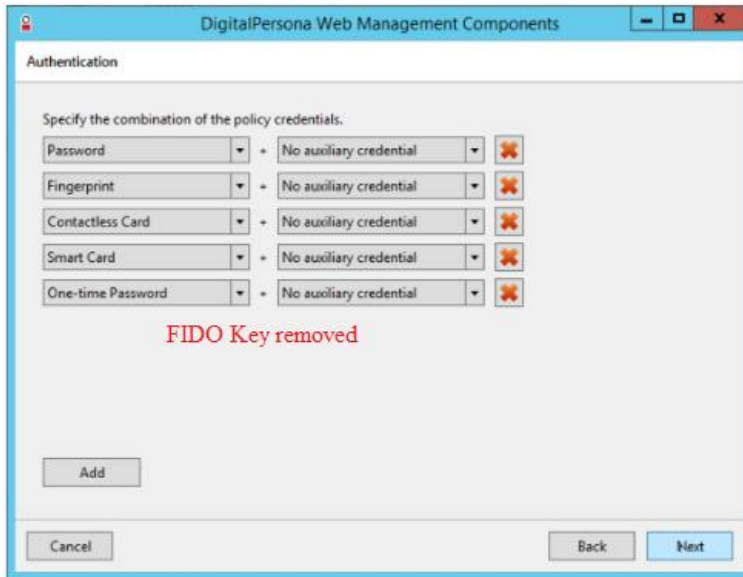 DigitalPersona Web Management Components
Authentication
Specify the combination of the policy credentials.
Password + No auxiliary credential
Fingerprint + No auxiliary credential
Contactless Card + No auxiliary credential
Smart Card + No auxiliary credential
One-time Password + No auxiliary credential
FIDO Key removed
Add
Cancel Back Next